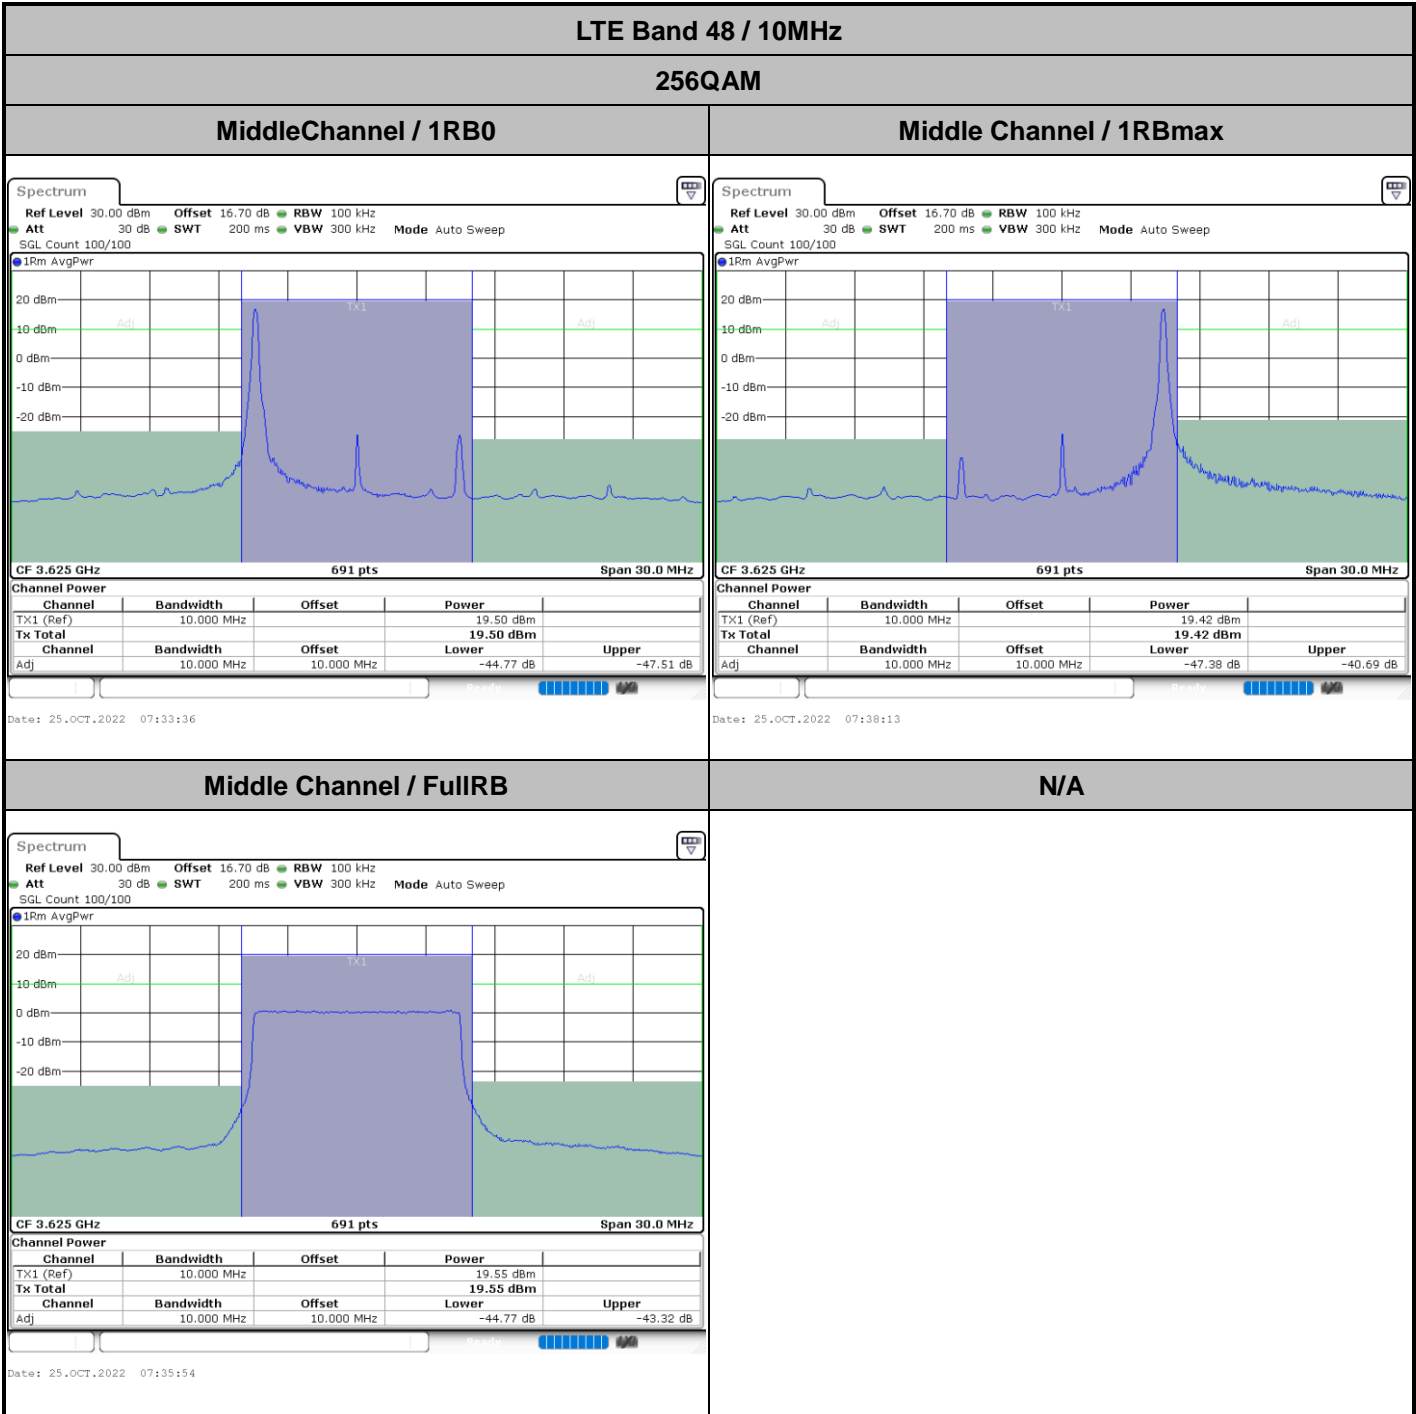 LTE Band 48 / 10MHz
256QAM
MiddleChannel / 1RB0
Middle Channel / 1RBmax
Spectrum
Ref Level 30.00 dBm Offset 16.70 dB RBW 100 kHz
Att 30 dB SWT 200 ms VBW 300 kHz Mode Auto Sweep
SGL Count 100/100
1Rm AvgPwr
20 dBm
10 dBm
0 dBm
-10 dBm
-20 dBm
Adj
TX1
Adj
CF 3.625 GHz 691 pts Span 30.0 MHz
Channel Power
Channel Bandwidth Offset Power
TX1 (Ref) 10.000 MHz 19.50 dBm
Tx Total 19.50 dBm
Channel Bandwidth Offset Lower Upper
Adj 10.000 MHz 10.000 MHz -44.77 dB -47.51 dB
Ready
Date: 25.OCT.2022 07:33:36
Spectrum
Ref Level 30.00 dBm Offset 16.70 dB RBW 100 kHz
Att 30 dB SWT 200 ms VBW 300 kHz Mode Auto Sweep
SGL Count 100/100
1Rm AvgPwr
20 dBm
10 dBm
0 dBm
-10 dBm
-20 dBm
Adj
TX1
Adj
CF 3.625 GHz 691 pts Span 30.0 MHz
Channel Power
Channel Bandwidth Offset Power
TX1 (Ref) 10.000 MHz 19.42 dBm
Tx Total 19.42 dBm
Channel Bandwidth Offset Lower Upper
Adj 10.000 MHz 10.000 MHz -47.38 dB -40.69 dB
Ready
Date: 25.OCT.2022 07:38:13
Middle Channel / FullRB
N/A
Spectrum
Ref Level 30.00 dBm Offset 16.70 dB RBW 100 kHz
Att 30 dB SWT 200 ms VBW 300 kHz Mode Auto Sweep
SGL Count 100/100
1Rm AvgPwr
20 dBm
10 dBm
0 dBm
-10 dBm
-20 dBm
Adj
TX1
Adj
CF 3.625 GHz 691 pts Span 30.0 MHz
Channel Power
Channel Bandwidth Offset Power
TX1 (Ref) 10.000 MHz 19.55 dBm
Tx Total 19.55 dBm
Channel Bandwidth Offset Lower Upper
Adj 10.000 MHz 10.000 MHz -44.77 dB -43.32 dB
Ready
Date: 25.OCT.2022 07:35:54